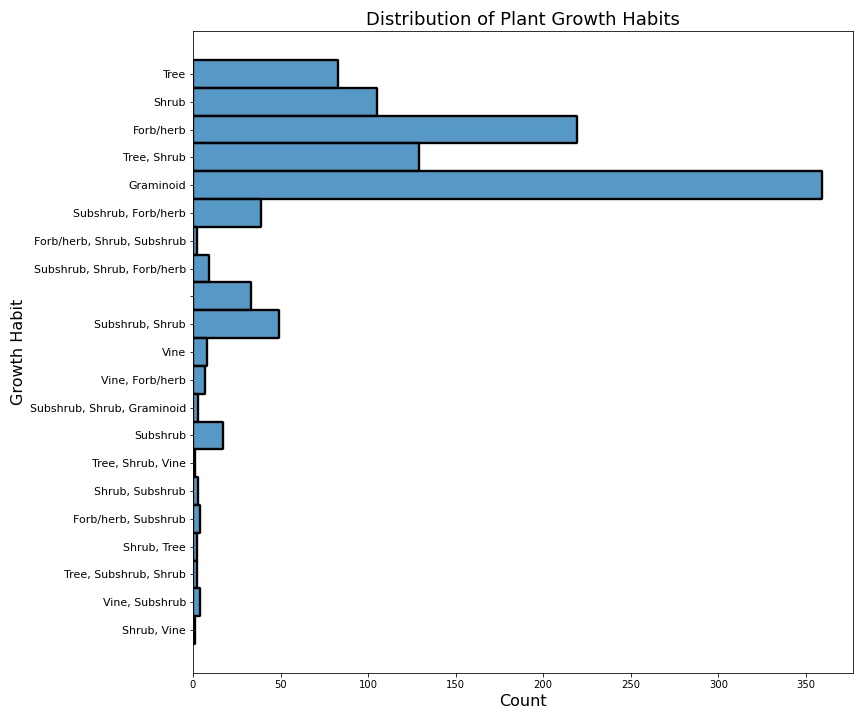 Distribution of Plant Growth Habits
Growth Habit
Tree
Shrub
Forb/herb
Tree, Shrub
Graminoid
Subshrub, Forb/herb
Forb/herb, Shrub, Subshrub
Subshrub, Shrub, Forb/herb
Subshrub, Shrub
Vine
Vine, Forb/herb
Subshrub, Shrub, Graminoid
Subshrub
Tree, Shrub, Vine
Shrub, Subshrub
Forb/herb, Subshrub
Shrub, Tree
Tree, Subshrub, Shrub
Vine, Subshrub
Shrub, Vine
0 50 100 150 200 250 300 350
Count